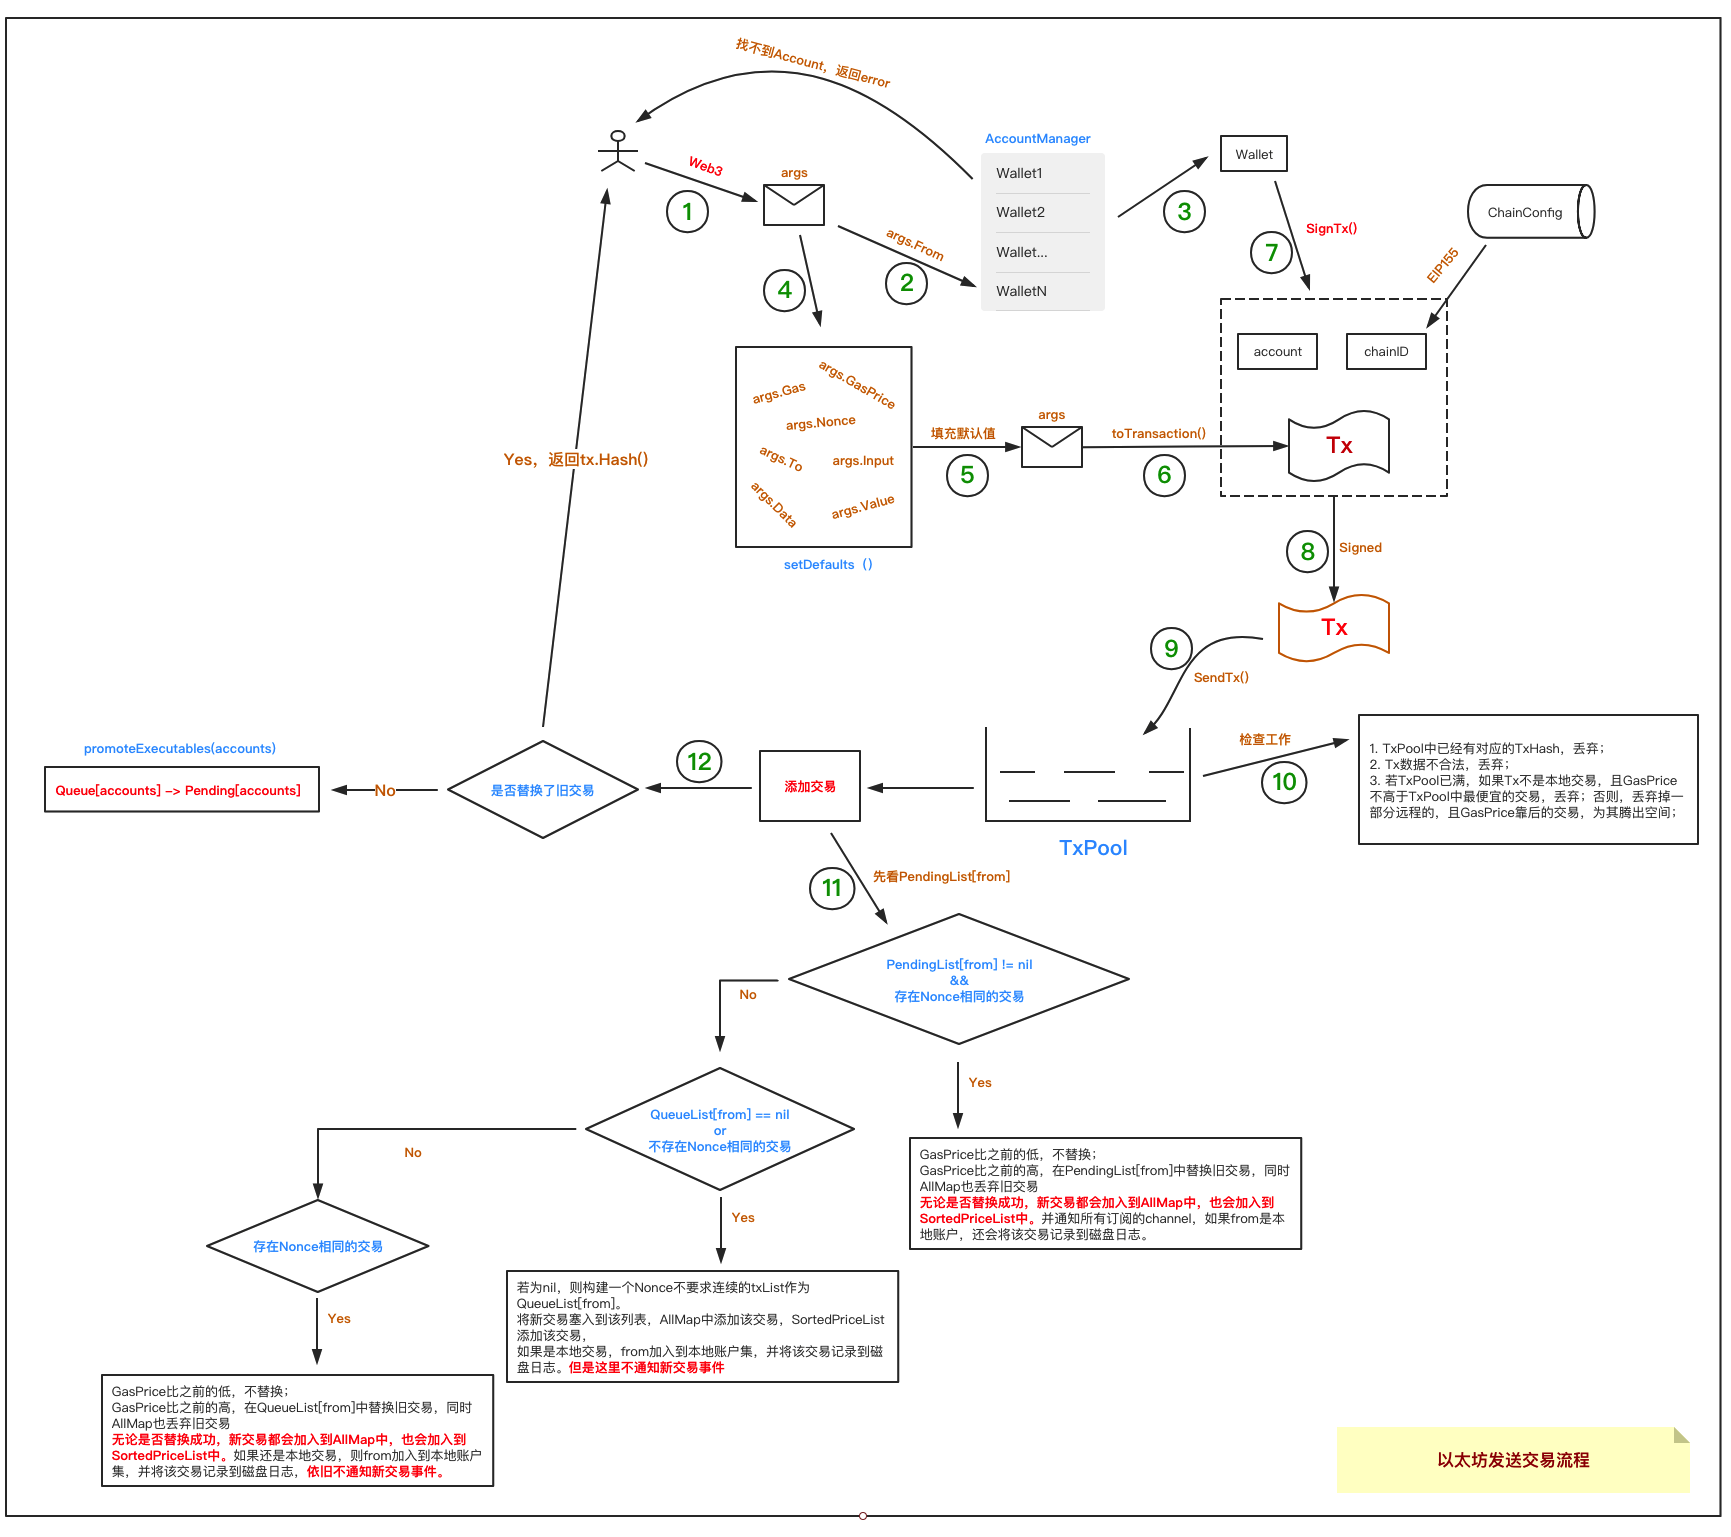 找不到Account，返回error
Web3
①
args
args.From
②
AccountManager
Wallet1
Wallet2
Wallet...
WalletN
③
Wallet
⑦
SignTx()
ChainConfig
EIP155
④
account
chainID
Tx
args.Gas
args.GasPrice
args.Nonce
args.To
args.Input
args.Data
args.Value
setDefaults（）
填充默认值
⑤
args
toTransaction()
⑥
Yes，返回tx.Hash()
⑧
Signed
Tx
⑨
SendTx()
TxPool
检查工作
⑩
1. TxPool中已经有对应的TxHash，丢弃；
2. Tx数据不合法，丢弃；
3. 若TxPool已满，如果Tx不是本地交易，且GasPrice
不高于TxPool中最便宜的交易，丢弃；否则，丢弃掉一
部分远程的，且GasPrice靠后的交易，为其腾出空间；
添加交易
⑫
是否替换了旧交易
No
promoteExecutables(accounts)
Queue[accounts] -> Pending[accounts]
⑪
先看PendingList[from]
PendingList[from] != nil
&&
存在Nonce相同的交易
No
Yes
GasPrice比之前的低，不替换；
GasPrice比之前的高，在PendingList[from]中替换旧交易，同时
AllMap也丢弃旧交易
无论是否替换成功，新交易都会加入到AllMap中，也会加入到
SortedPriceList中。并通知所有订阅的channel，如果from是本
地账户，还会将该交易记录到磁盘日志。
QueueList[from] == nil
or
不存在Nonce相同的交易
No
Yes
若为nil，则构建一个Nonce不要求连续的txList作为
QueueList[from]。
将新交易塞入到该列表，AllMap中添加该交易，SortedPriceList
添加该交易，
如果是本地交易，from加入到本地账户集，并将该交易记录到磁
盘日志。但是这里不通知新交易事件
存在Nonce相同的交易
Yes
GasPrice比之前的低，不替换；
GasPrice比之前的高，在QueueList[from]中替换旧交易，同时
AllMap也丢弃旧交易
无论是否替换成功，新交易都会加入到AllMap中，也会加入到
SortedPriceList中。如果还是本地交易，则from加入到本地账户
集，并将该交易记录到磁盘日志，依旧不通知新交易事件。
以太坊发送交易流程